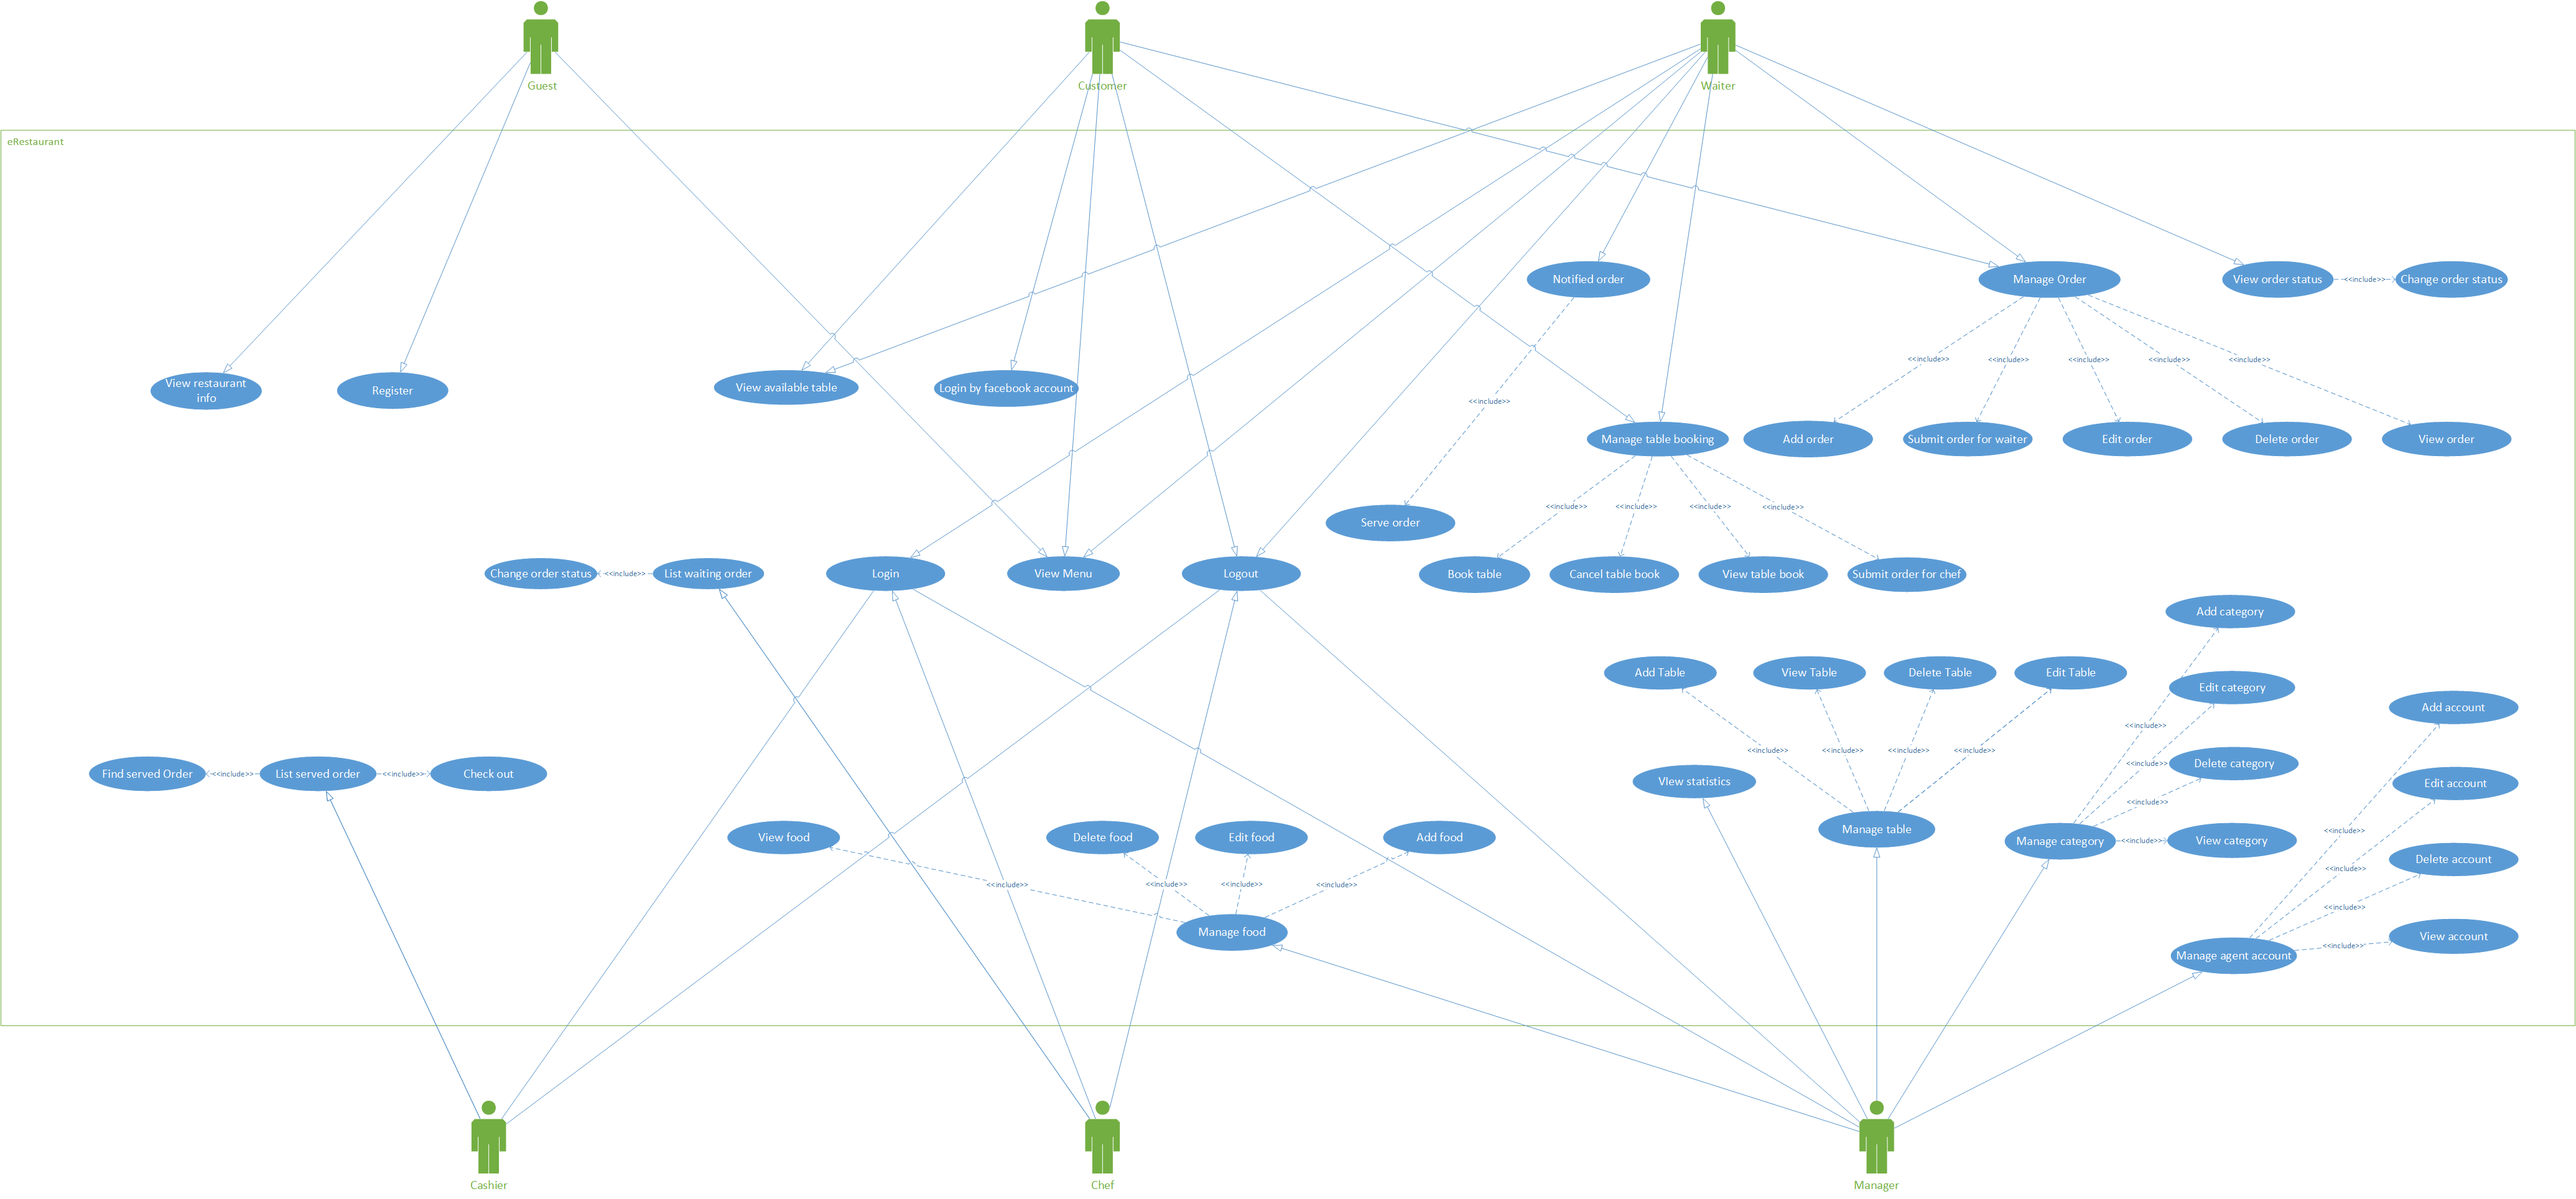 Guest
Customer
Waiter
eRestaurant
Notified order
Manage Order
View order status
<<include>>
Change order status
<<include>>
<<include>>
<<include>>
<<include>>
<<include>>
View restaurant
info
Register
View available table
Login by facebook account
<<include>>
Manage table booking
Add order
Submit order for waiter
Edit order
Delete order
View order
<<include>>
<<include>>
<<include>>
<<include>>
Serve order
Change order status
<<include>>
List waiting order
Login
View Menu
Logout
Book table
Cancel table book
View table book
Submit order for chef
Add category
Add Table
View Table
Delete Table
Edit Table
Edit category
Add account
<<include>>
<<include>>
<<include>>
<<include>>
<<include>>
<<include>>
Delete category
Find served Order
<<include>>
List served order
<<include>>
Check out
VIew statistics
Edit account
<<include>>
View food
Delete food
Edit food
Add food
Manage table
Manage category
<<include>>
View category
<<include>>
Delete account
<<include>>
<<include>>
<<include>>
<<include>>
<<include>>
<<include>>
Manage food
View account
<<include>>
Manage agent account
Cashier
Chef
Manager